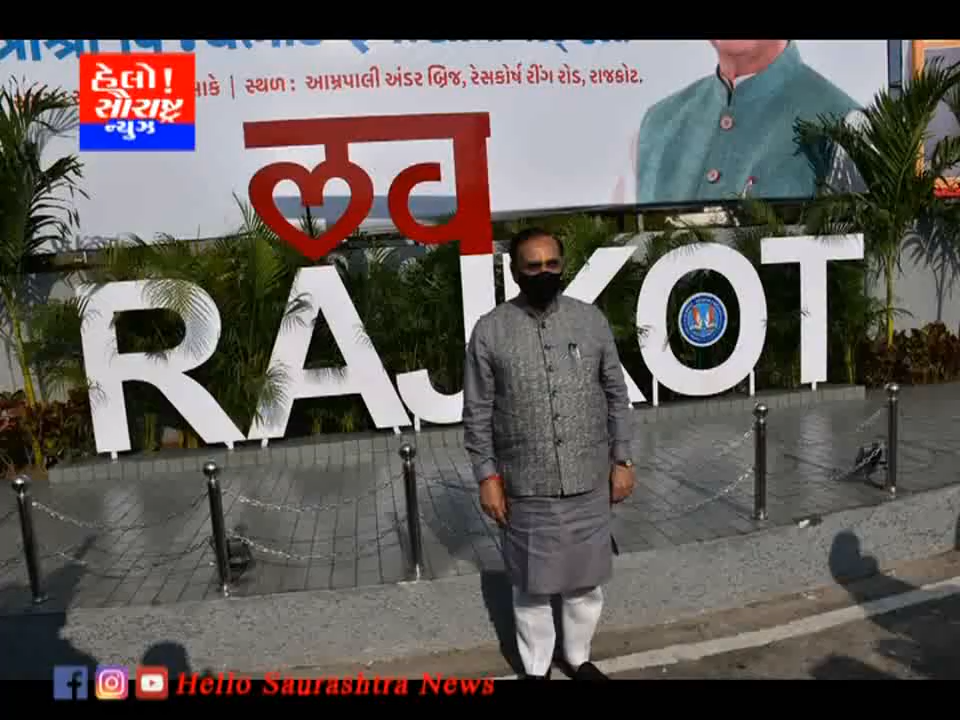 હેલો!
સૌરાષ્ટ્ર
ન્યુઝ
| સ્થળ : આમ્રપાલી અંડર બ્રિજ, રેસકોર્ષ રીંગ રોડ, રાજકોટ.
લવ
RAJKOT
Hello Saurashtra News